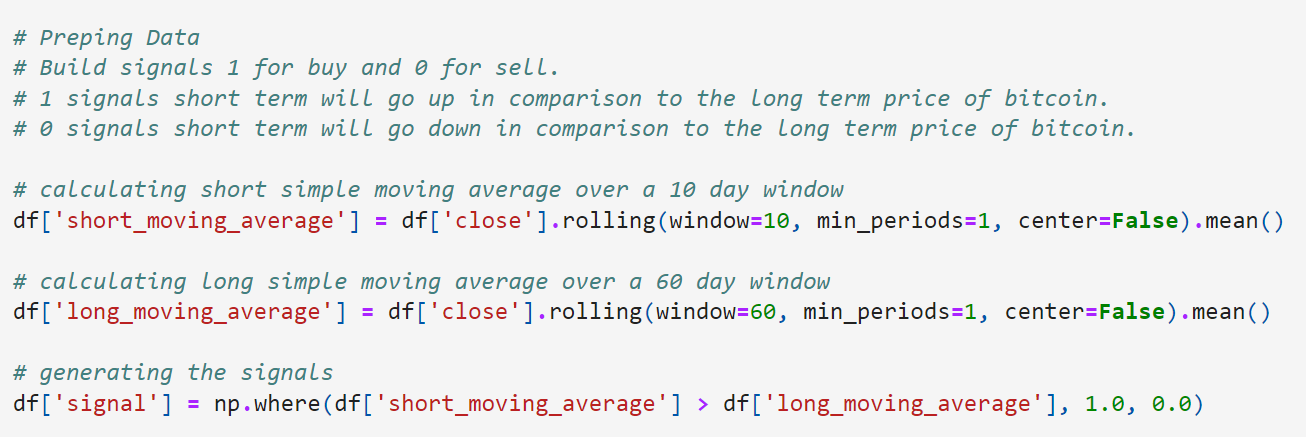 # Preping Data
# Build signals 1 for buy and 0 for sell.
# 1 signals short term will go up in comparison to the long term price of bitcoin.
# 0 signals short term will go down in comparison to the long term price of bitcoin.
# calculating short simple moving average over a 10 day window
df['short_moving_average'] = df['close'].rolling(window=10, min_periods=1, center=False).mean()
# calculating long simple moving average over a 60 day window
df['long_moving_average'] = df['close'].rolling(window=60, min_periods=1, center=False).mean()
# generating the signals
df['signal'] = np.where(df['short_moving_average'] > df['long_moving_average'], 1.0, 0.0)